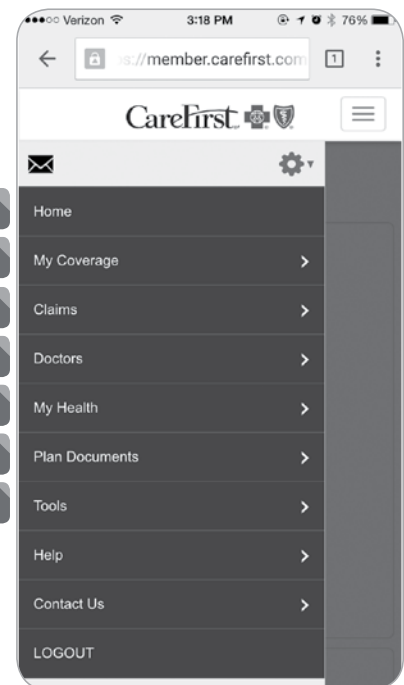 Verizon 3:18 PM 76%
s://member.carefirst.com 1
CareFirst
Home
My Coverage
Claims
Doctors
My Health
Plan Documents
Tools
Help
Contact Us
LOGOUT